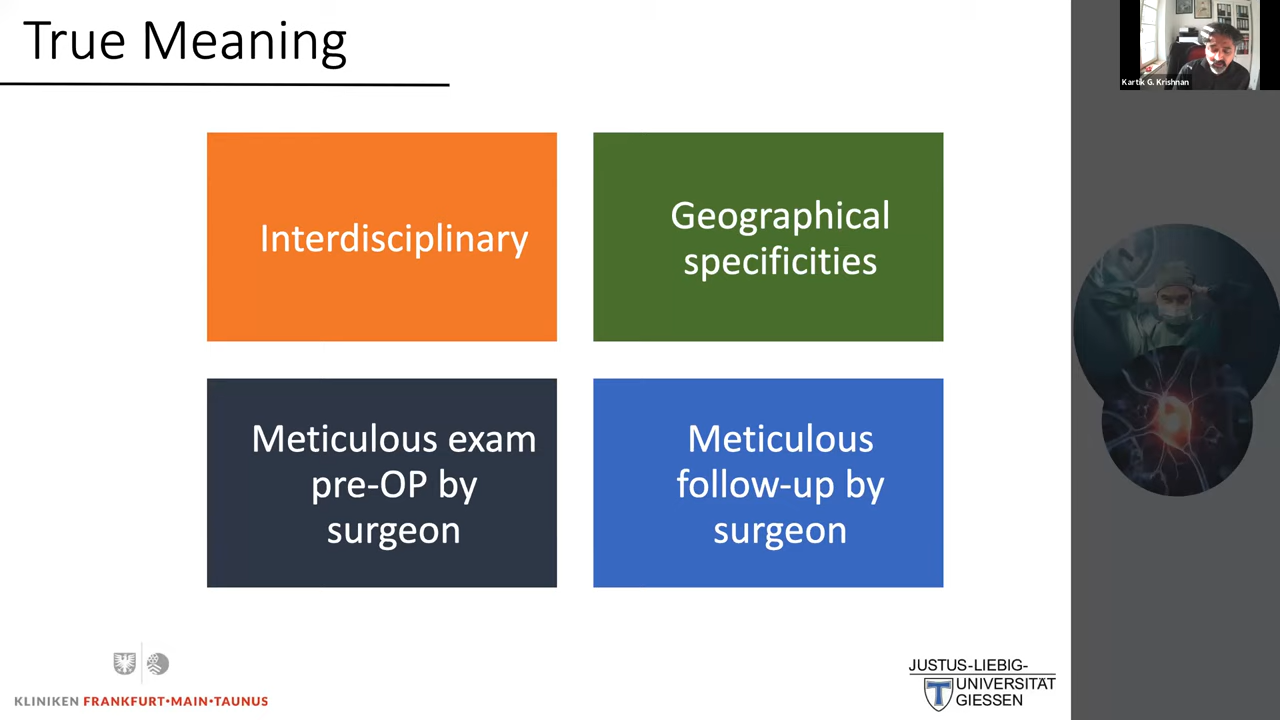 True Meaning
Kartik G. Krishnan
Interdisciplinary
Geographical
specificities
Meticulous exam
pre-OP by
surgeon
Meticulous
follow-up by
surgeon
KLINIKEN FRANKFURT•MAIN•TAUNUS
JUSTUS-LIEBIG-
UNIVERSITÄT
GIESSEN